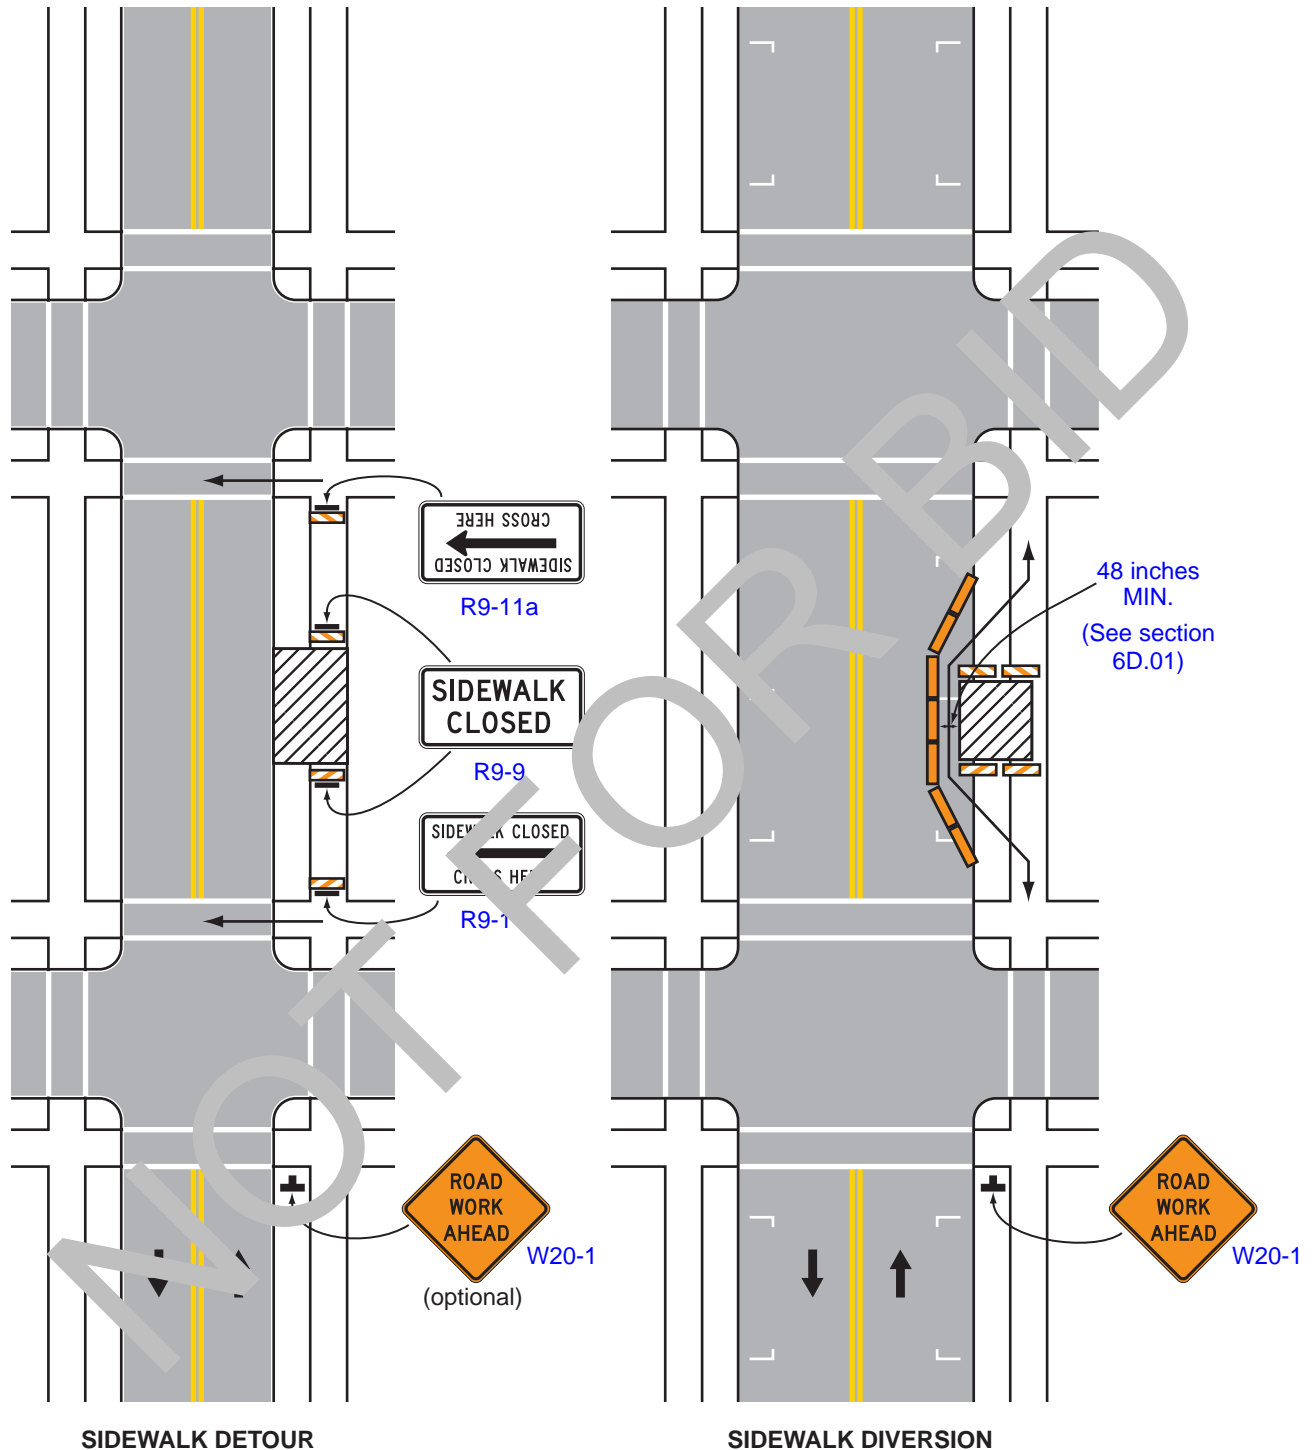 CROSS HERE
SIDEWALK CLOSED
R9-11a
SIDEWALK
CLOSED
R9-9
CLOSED
R9-1
ROAD
WORK
AHEAD
W20-1
(optional)
SIDEWALK DETOUR
48 inches
MIN.
(See section
6D.01)
ROAD
WORK
AHEAD
W20-1
SIDEWALK DIVERSION
NOT FOR BID